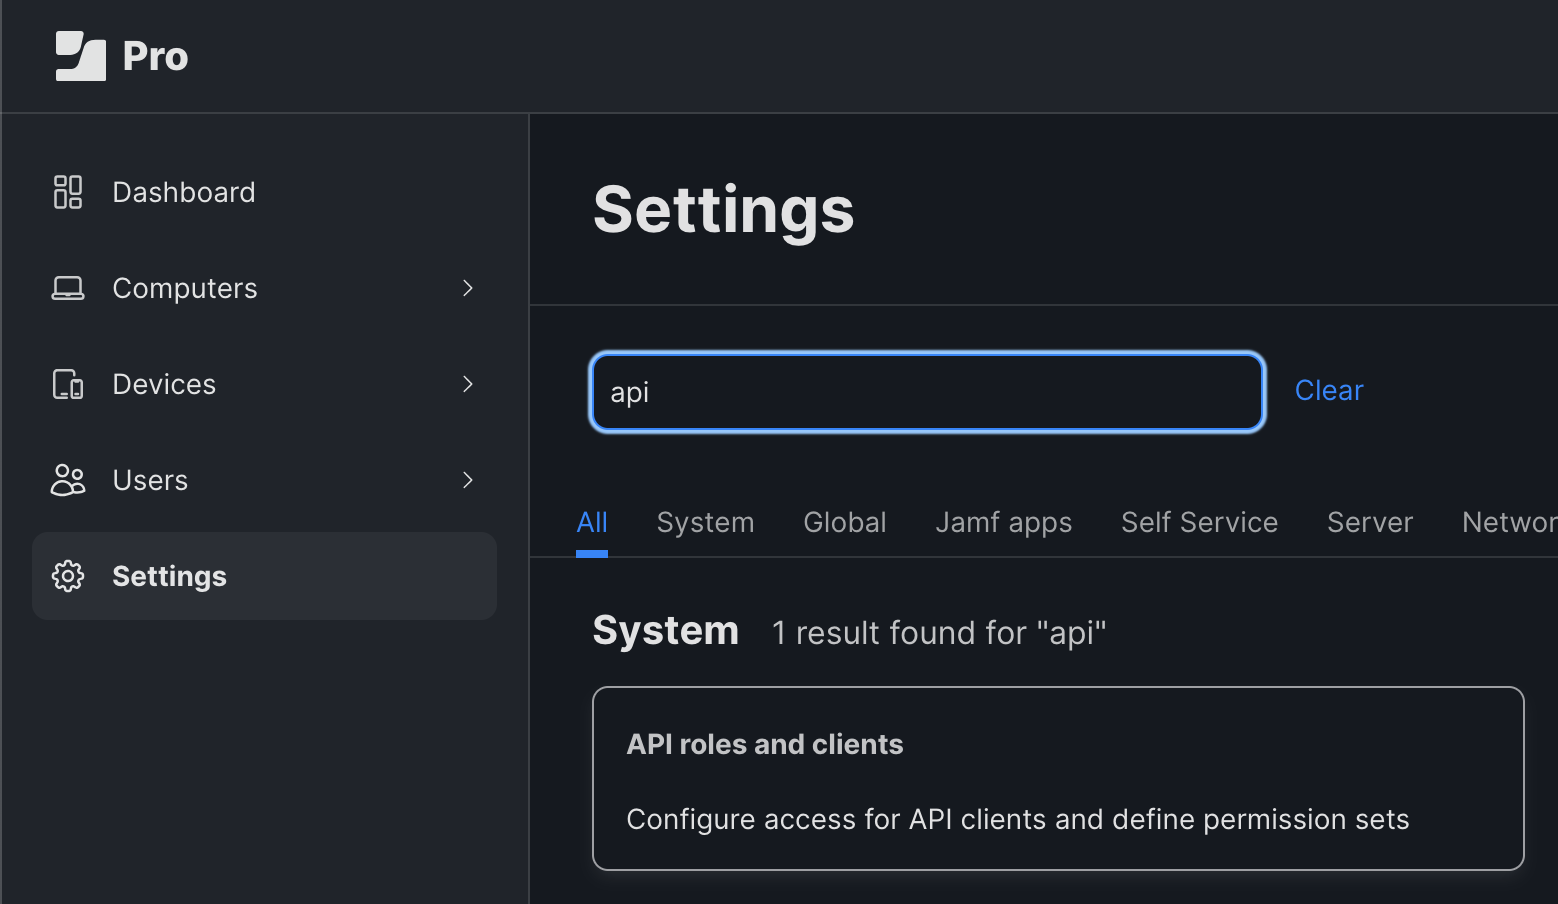 Pro
Dashboard
Computers
Devices
Users
Settings
Settings
api
Clear
All System Global Jamf apps Self Service Server Networ
System 1 result found for "api"
API roles and clients
Configure access for API clients and define permission sets